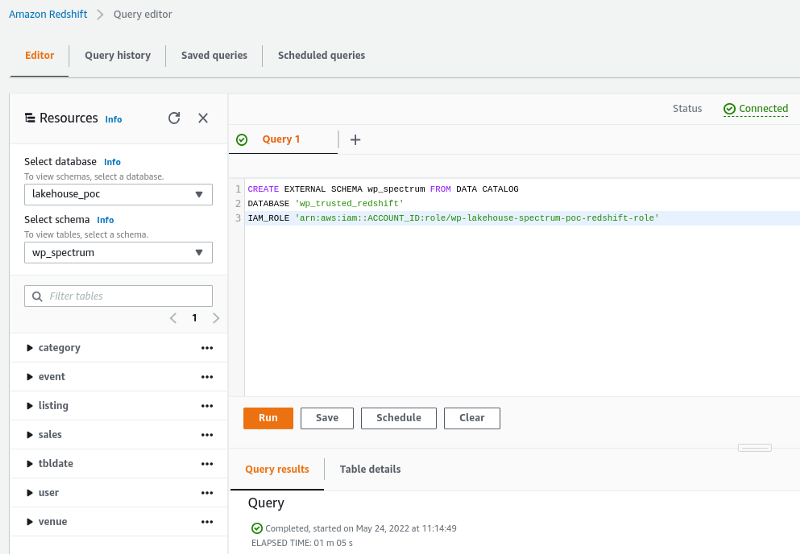 Amazon Redshift > Query editor
Editor Query history Saved queries Scheduled queries
Resources Info
Select database Info
To view schemas, select a database.
lakehouse_poc
Select schema Info
To view tables, select a schema.
wp_spectrum
Filter tables
1
category
event
listing
sales
tbldate
user
venue
Status Connected
Query 1
1 CREATE EXTERNAL SCHEMA wp_spectrum FROM DATA CATALOG
2 DATABASE 'wp_trusted_redshift'
3 IAM_ROLE 'arn:aws:iam::ACCOUNT_ID:role/wp-lakehouse-spectrum-poc-redshift-role'
Run Save Schedule Clear
Query results Table details
Query
Completed, started on May 24, 2022 at 11:14:49
ELAPSED TIME: 01 m 05 s